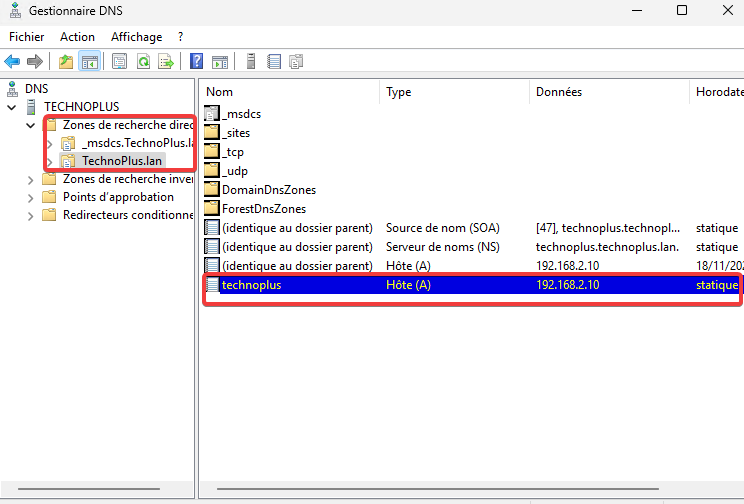 Gestionnaire DNS
Fichier Action Affichage ?
DNS
TECHNOPLUS
Zones de recherche direc
_msdcs.TechnoPlus.la
TechnoPlus.lan
Zones de recherche inver
Points d'approbation
Redirecteurs conditionne
Nom Type Données Horodate
_msdcs
_sites
_tcp
_udp
DomainDnsZones
ForestDnsZones
(identique au dossier parent) Source de nom (SOA) [47], technoplus.technopl... statique
(identique au dossier parent) Serveur de noms (NS) technoplus.technoplus.lan. statique
(identique au dossier parent) Hôte (A) 192.168.2.10 18/11/202
technoplus Hôte (A) 192.168.2.10 statique